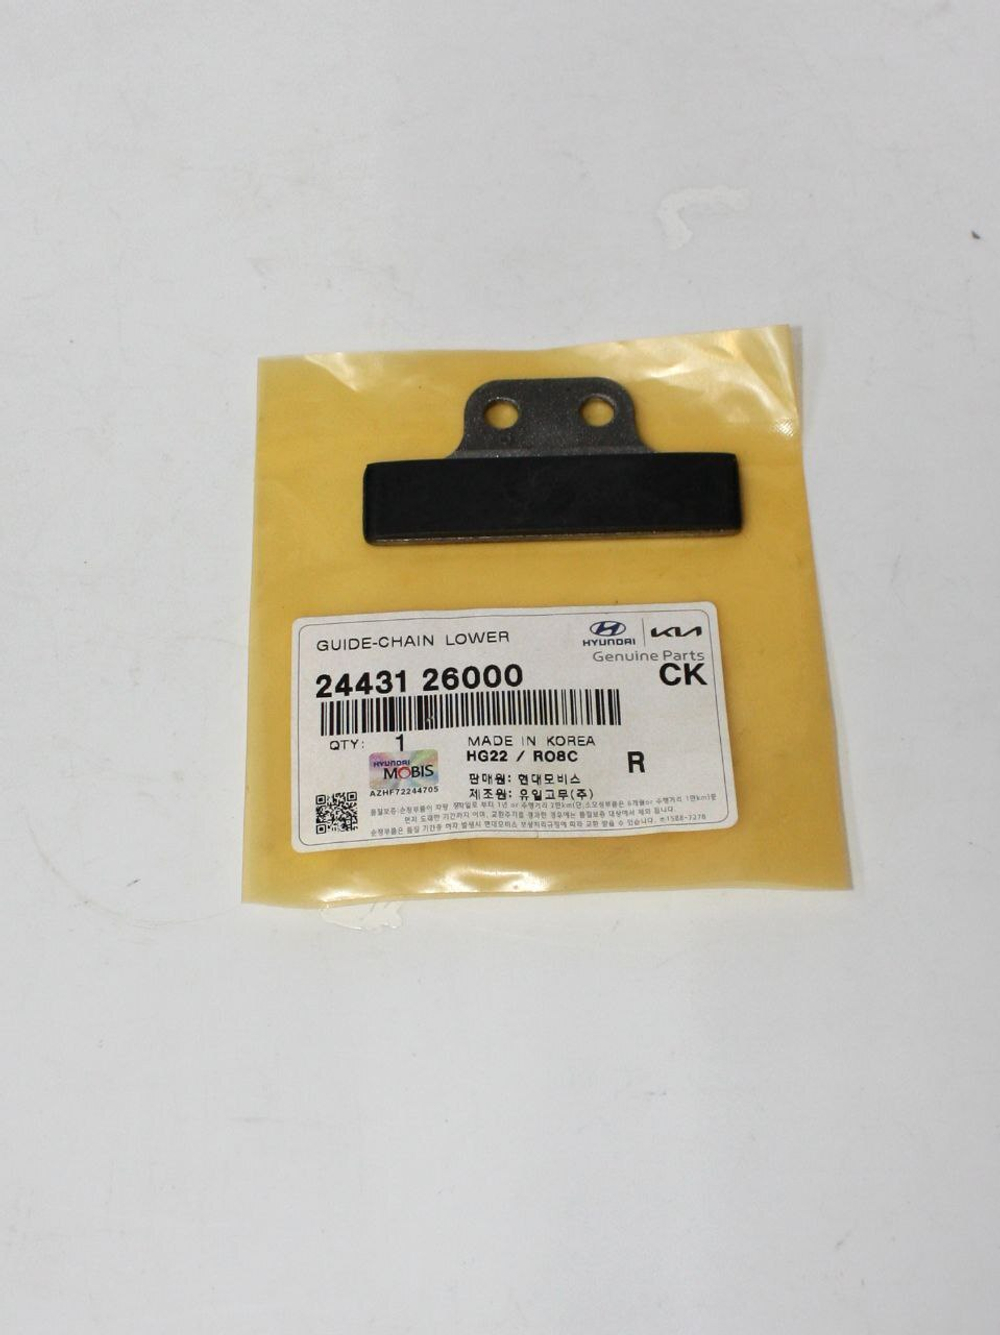 GUIDE-CHAIN LOWER
HYUNDAI KIA
Genuine Parts
24431 26000 CK
QTY: 1
MADE IN KOREA
HG22 / RO8C
R
HYUNDAI
MOBIS
AZHF72244705
판매원: 현대모비스
제조원: 유일고무(주)